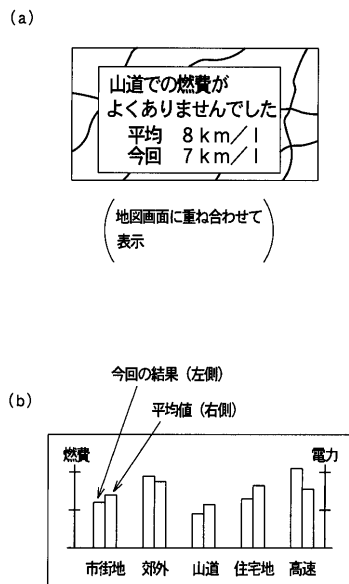 (a)
山道での燃費が
よくありませんでした
平均 8km/l
今回 7km/l
地図画面に重ね合わせて
表示
今回の結果(左側)
(b)
平均値(右側)
燃費 電力
市街地 郊外 山道 住宅地 高速